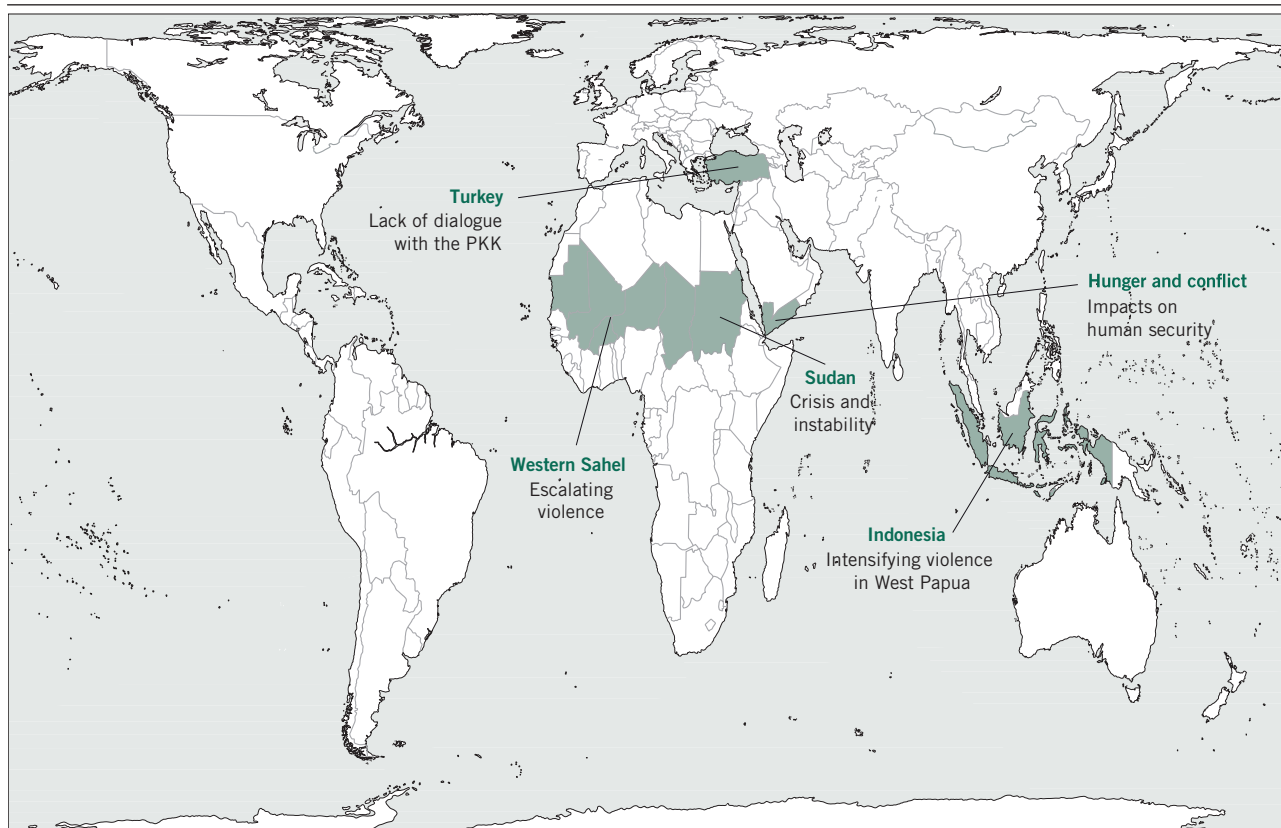 Turkey
Lack of dialogue
with the PKK
Hunger and conflict
Impacts on
human security
Sudan
Crisis and
instability
Western Sahel
Escalating
violence
Indonesia
Intensifying violence
in West Papua